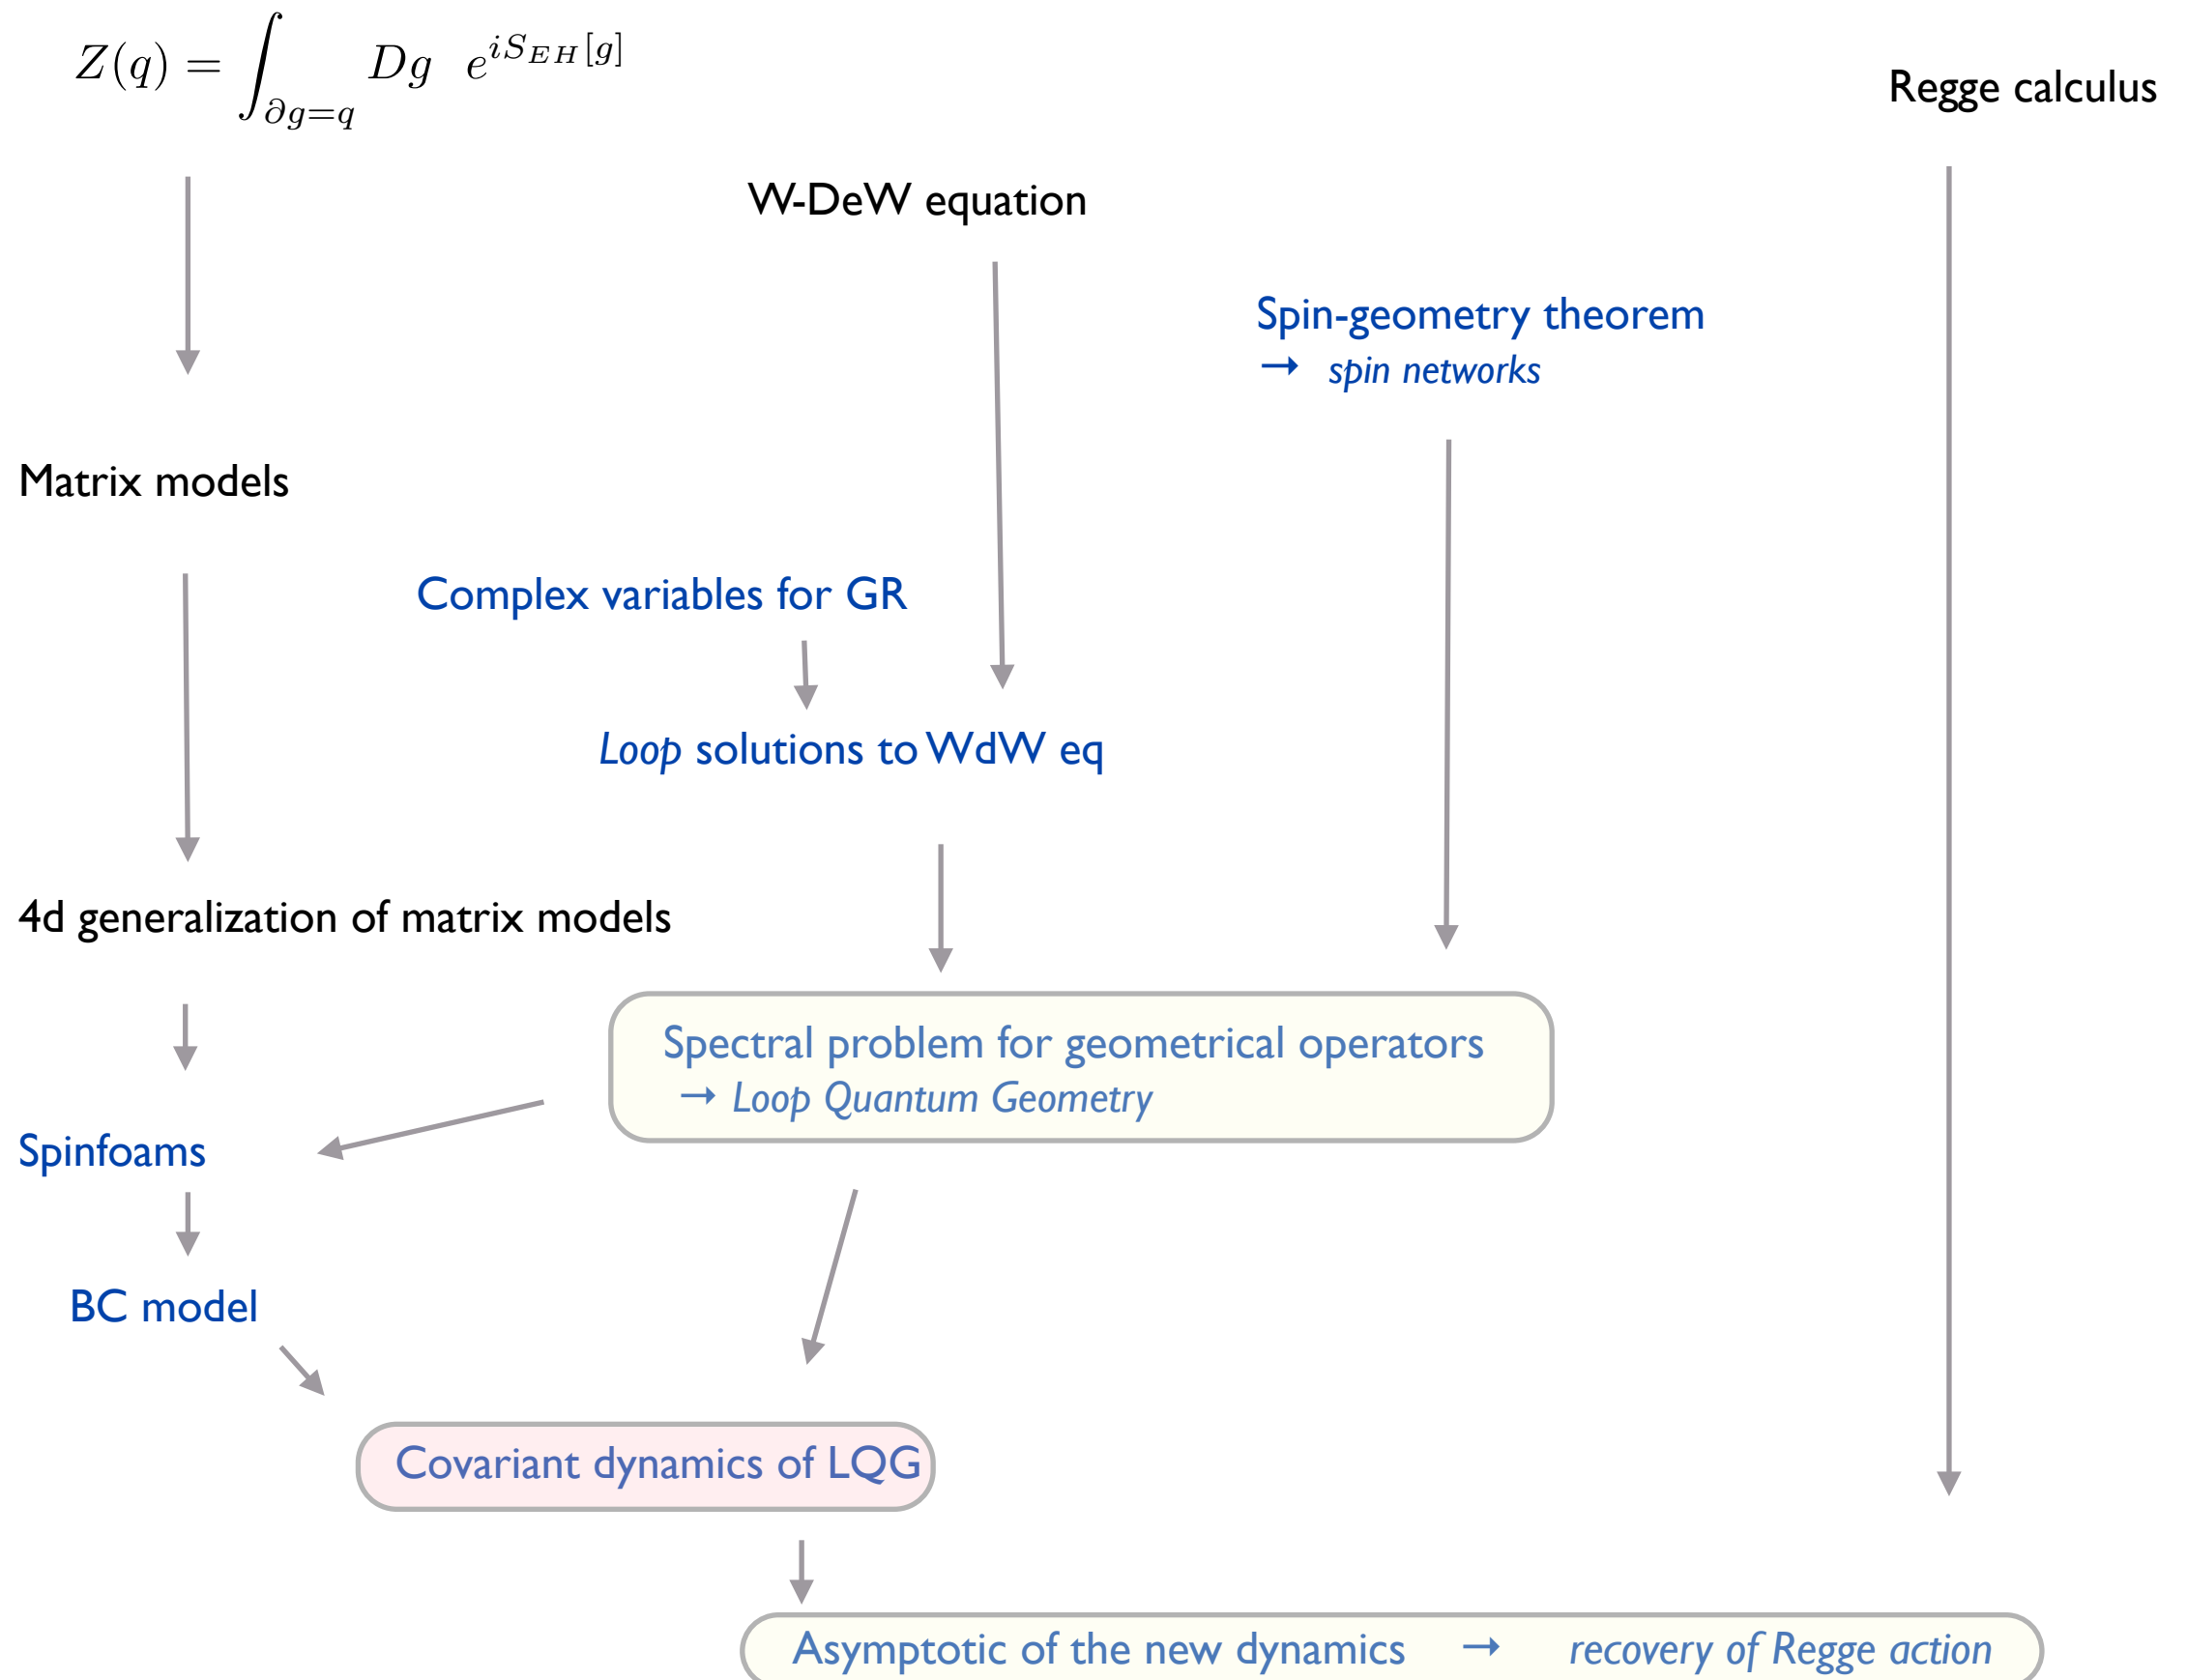 Z(q) = ∫_{∂g=q} Dg e^{iS_{EH}[g]}
Regge calculus
W-DeW equation
Spin-geometry theorem
→ spin networks
Matrix models
Complex variables for GR
Loop solutions to WdW eq
4d generalization of matrix models
Spectral problem for geometrical operators
→ Loop Quantum Geometry
Spinfoams
BC model
Covariant dynamics of LQG
Asymptotic of the new dynamics → recovery of Regge action